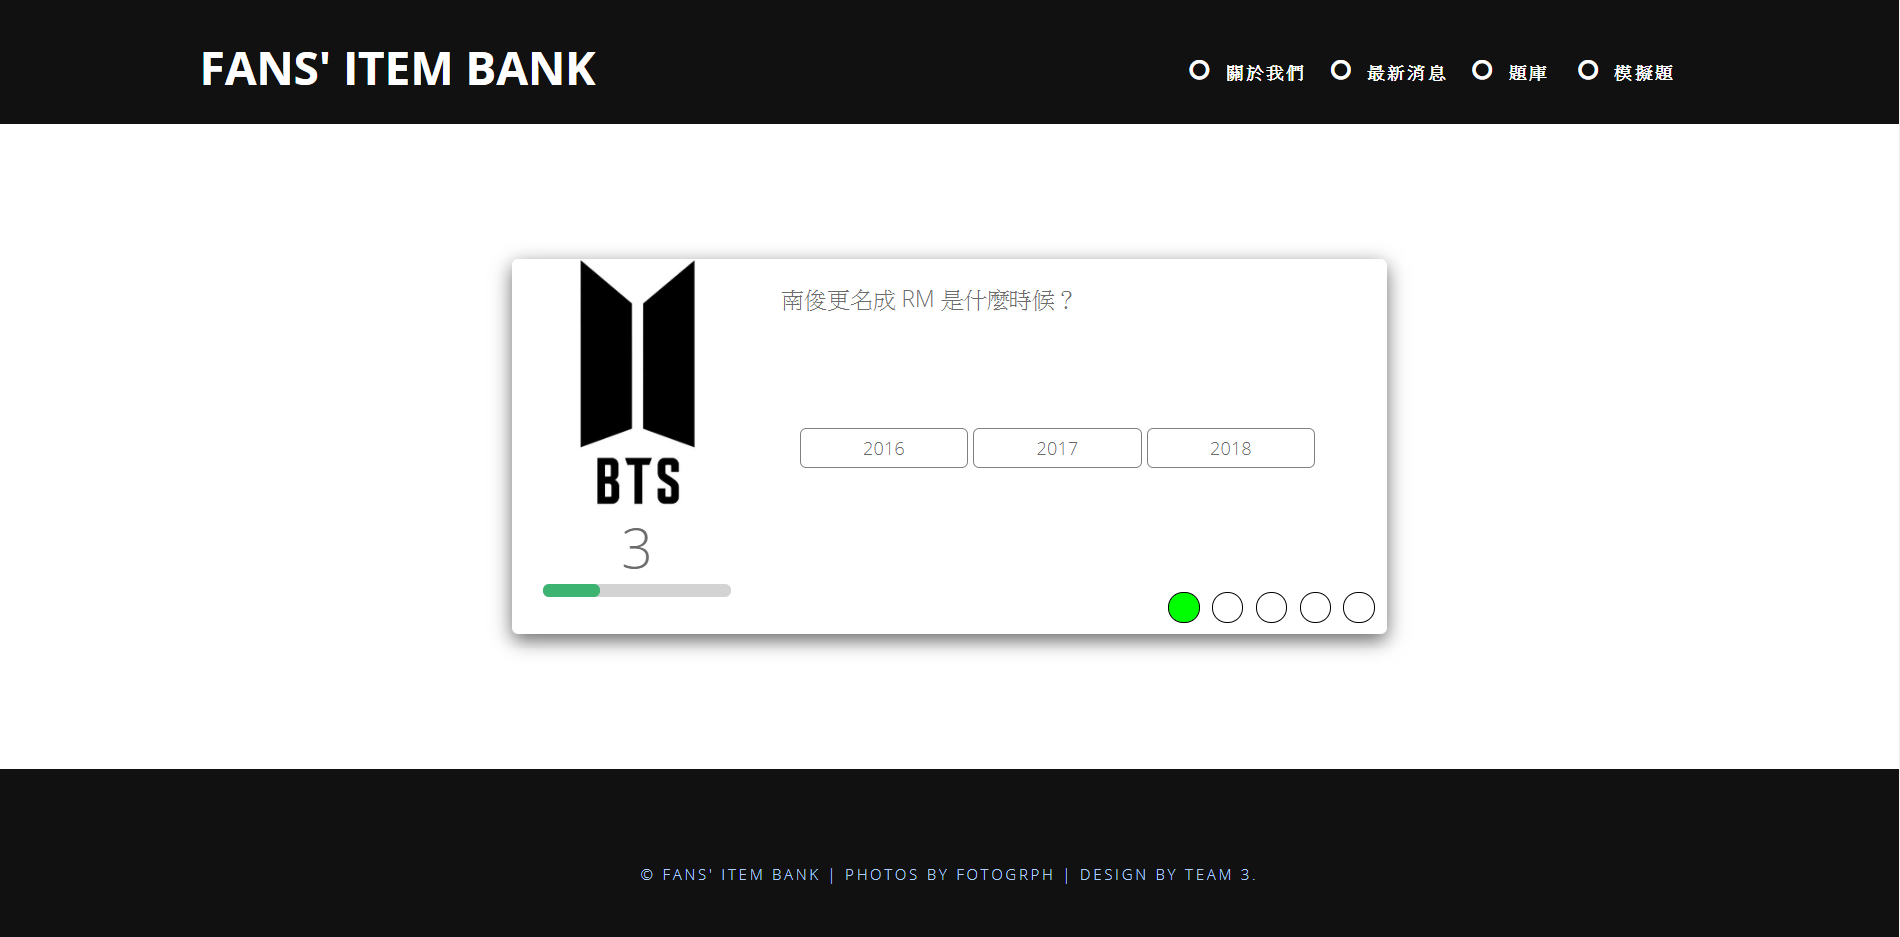 FANS' ITEM BANK
關於我們 最新消息 題庫 模擬題
南俊更名成 RM 是什麼時候？
2016 2017 2018
BTS
3
© FANS' ITEM BANK | PHOTOS BY FOTOGRPH | DESIGN BY TEAM 3.